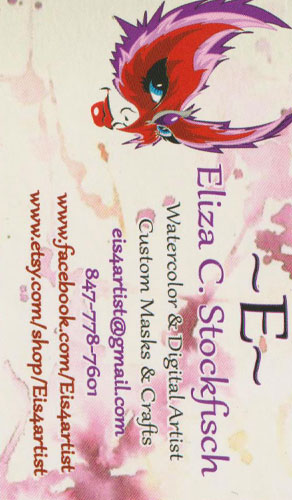 ~E~
Eliza C. Stockfisch
Watercolor & Digital Artist
Custom Masks & Crafts
eis4artist@gmail.com
847-778-7601
www.facebook.com/Eis4artist
www.etsy.com/shop/Eis4artist